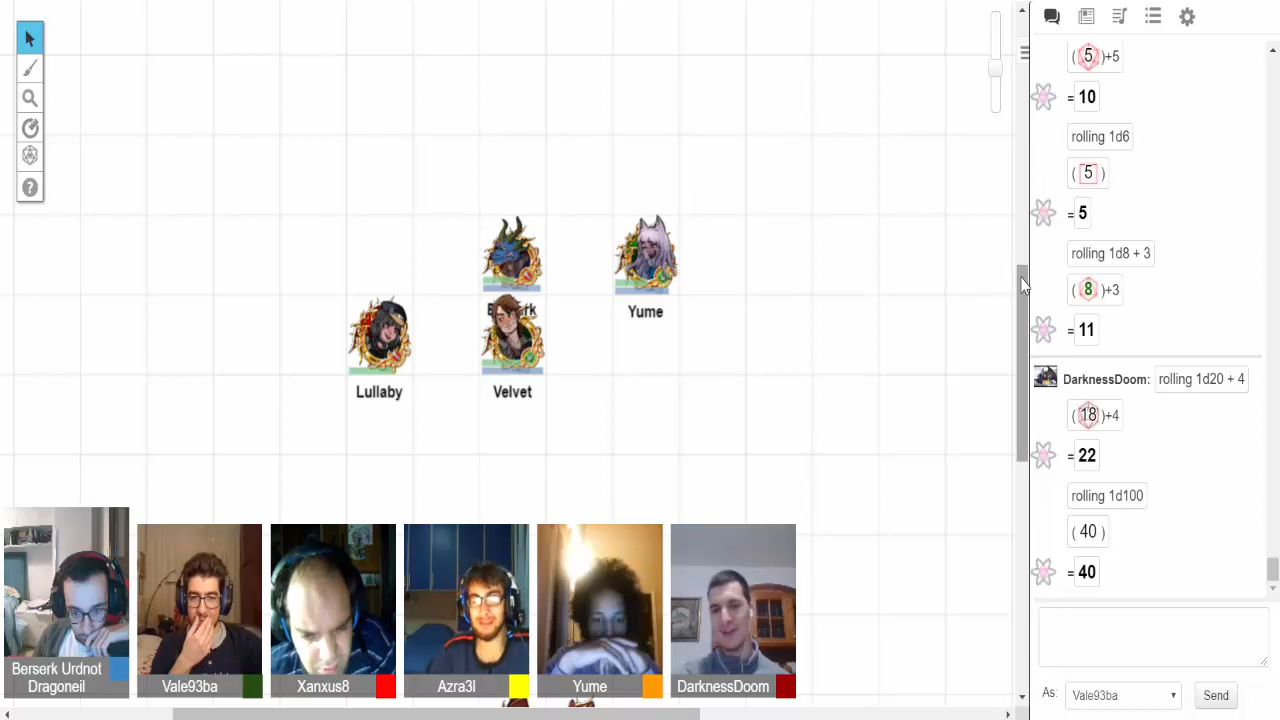 Yume
Lullaby
Velvet
Berserk Urdnot
Dragoneil
Vale93ba
Xanxus8
Azra3l
Yume
DarknessDoom
(5)+5
= 10
rolling 1d6
(5)
= 5
rolling 1d8 + 3
(8)+3
= 11
DarknessDoom: rolling 1d20 + 4
(18)+4
= 22
rolling 1d100
(40)
= 40
As: Vale93ba Send